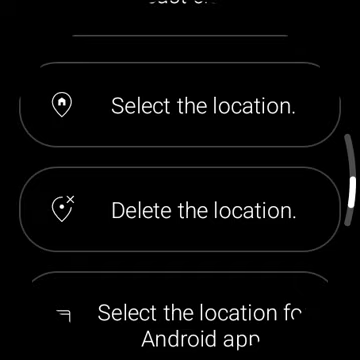 Select the location.
Delete the location.
Select the location fo
Android app